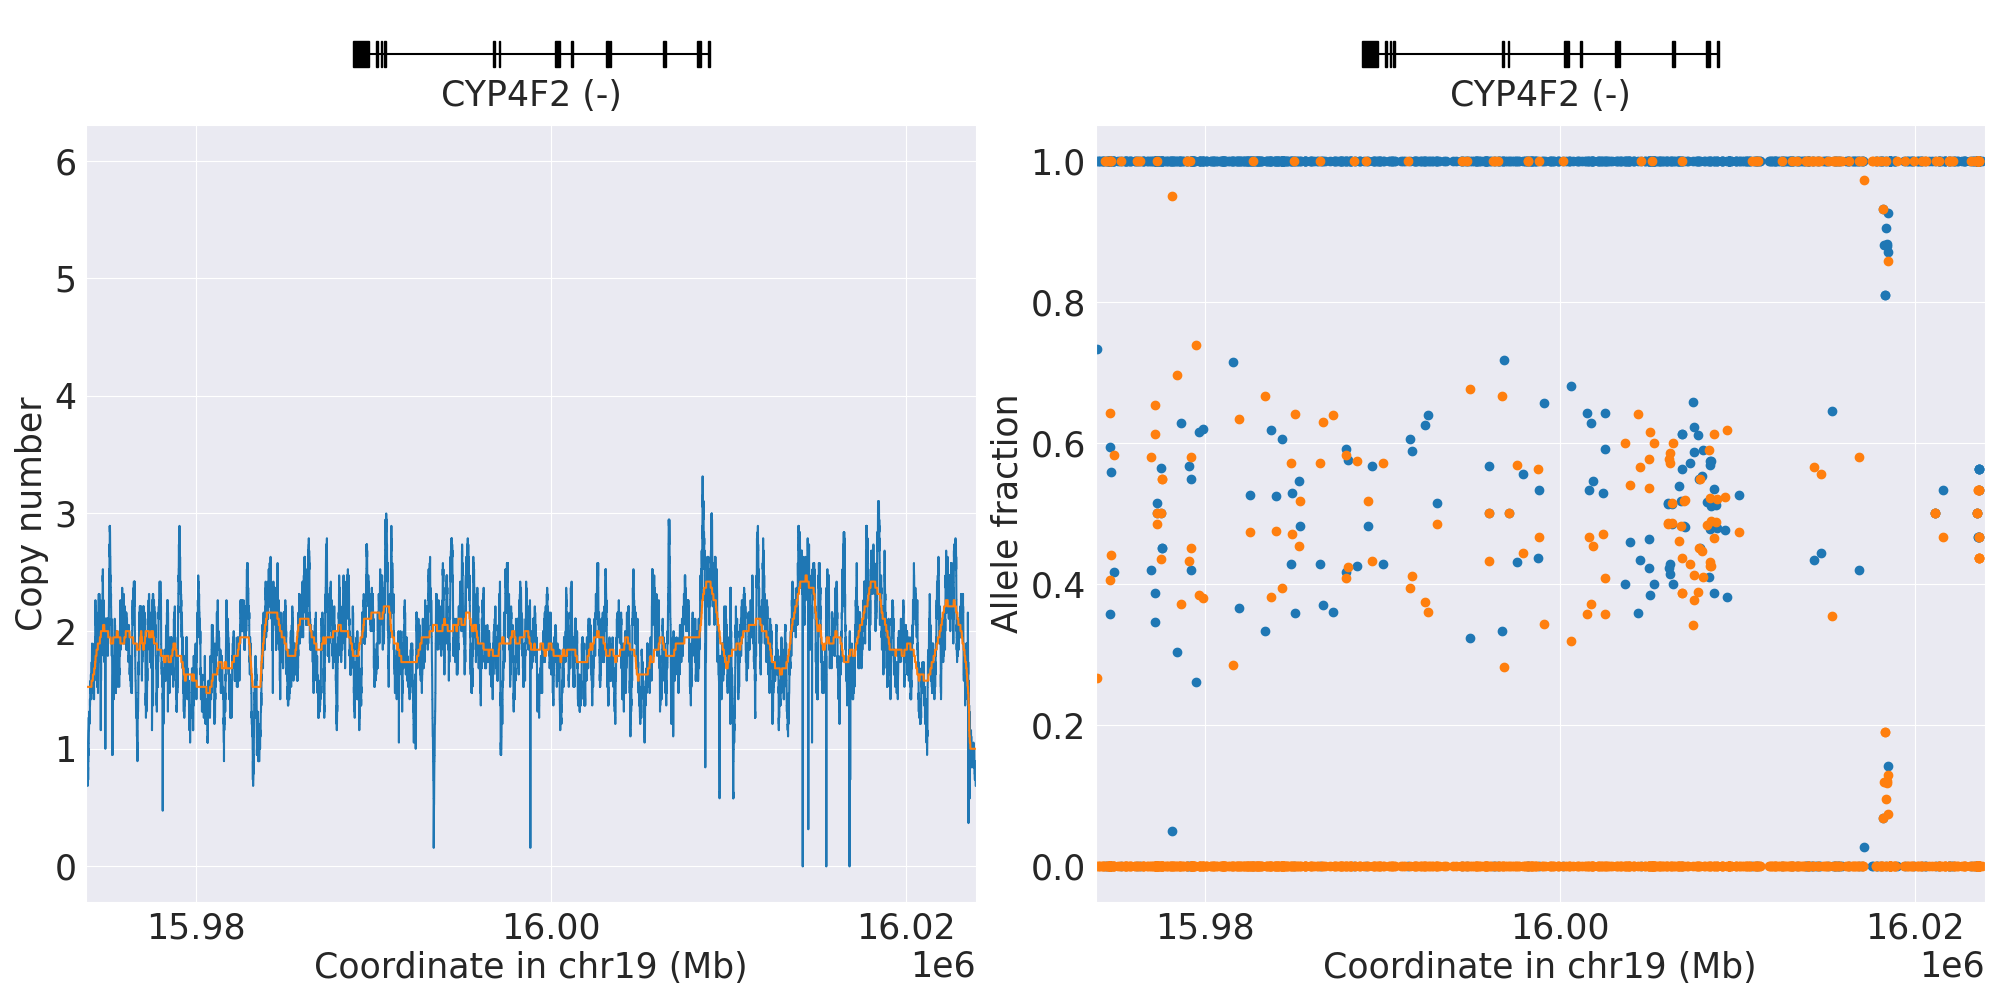 CYP4F2 (-)
6
5
4
3
2
1
0
Copy number
15.98
16.00
16.02
Coordinate in chr19 (Mb)
1e6
CYP4F2 (-)
1.0
0.8
0.6
0.4
0.2
0.0
Allele fraction
15.98
16.00
16.02
Coordinate in chr19 (Mb)
1e6